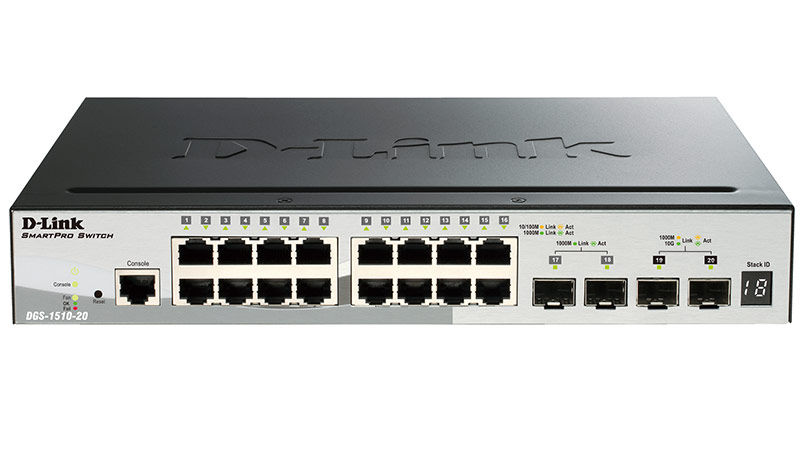 D-Link
D-Link
SMARTPRO SWITCH
1 2 3 4 5 6 7 8
9 10 11 12 13 14 15 16
10/100M Link Act
1000M Link Act
1000M Link Act
1000M Link Act
10G
17 18 19 20
Stack ID
18
Console
Console
Fan
OK
Fail
Reset
DGS-1510-20